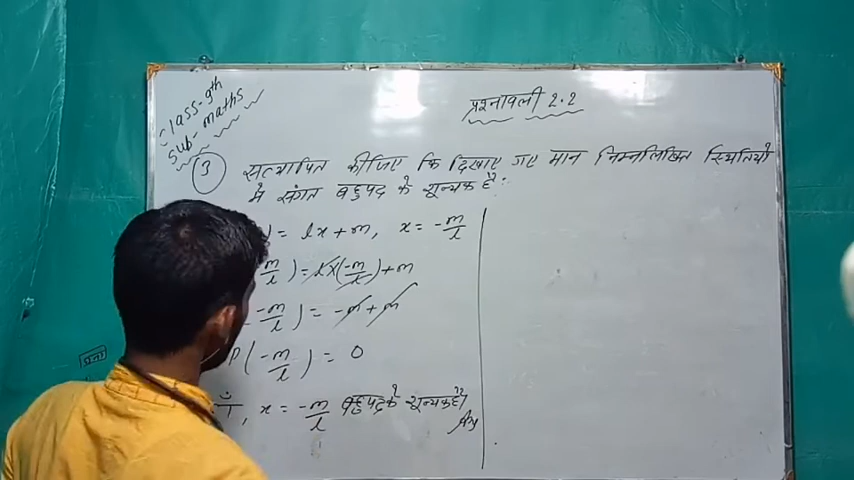 class-9th
Sub-maths
प्रश्नावली 2.2
3 सत्यापित कीजिए कि दिखाए गए मान निम्नलिखित स्थितियों
में संगत बहुपद के शून्यक है:
) = lx+m, x = -m/l
-m/l) = l×(-m/l)+m
-m/l) = -m+m
P(-m/l) = 0
, x = -m/l बहुपद के शून्यक है। Ans